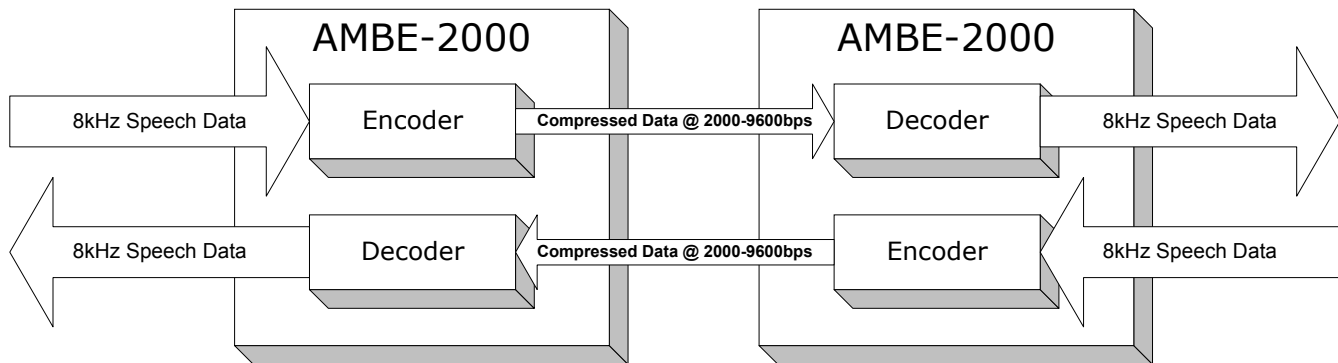 AMBE-2000
AMBE-2000
8kHz Speech Data
Encoder
Compressed Data @ 2000-9600bps
Decoder
8kHz Speech Data
8kHz Speech Data
Decoder
Compressed Data @ 2000-9600bps
Encoder
8kHz Speech Data